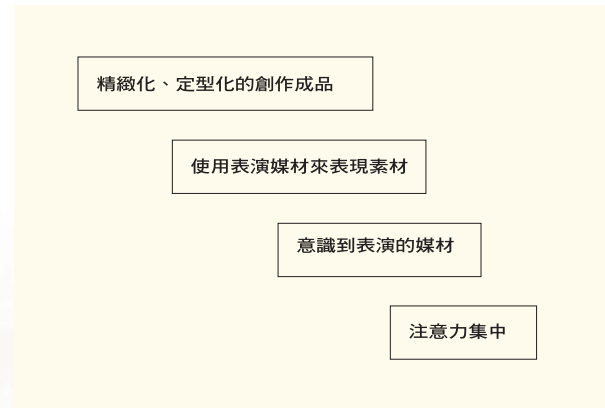 精緻化、定型化的創作成品
使用表演媒材來表現素材
意識到表演的媒材
注意力集中